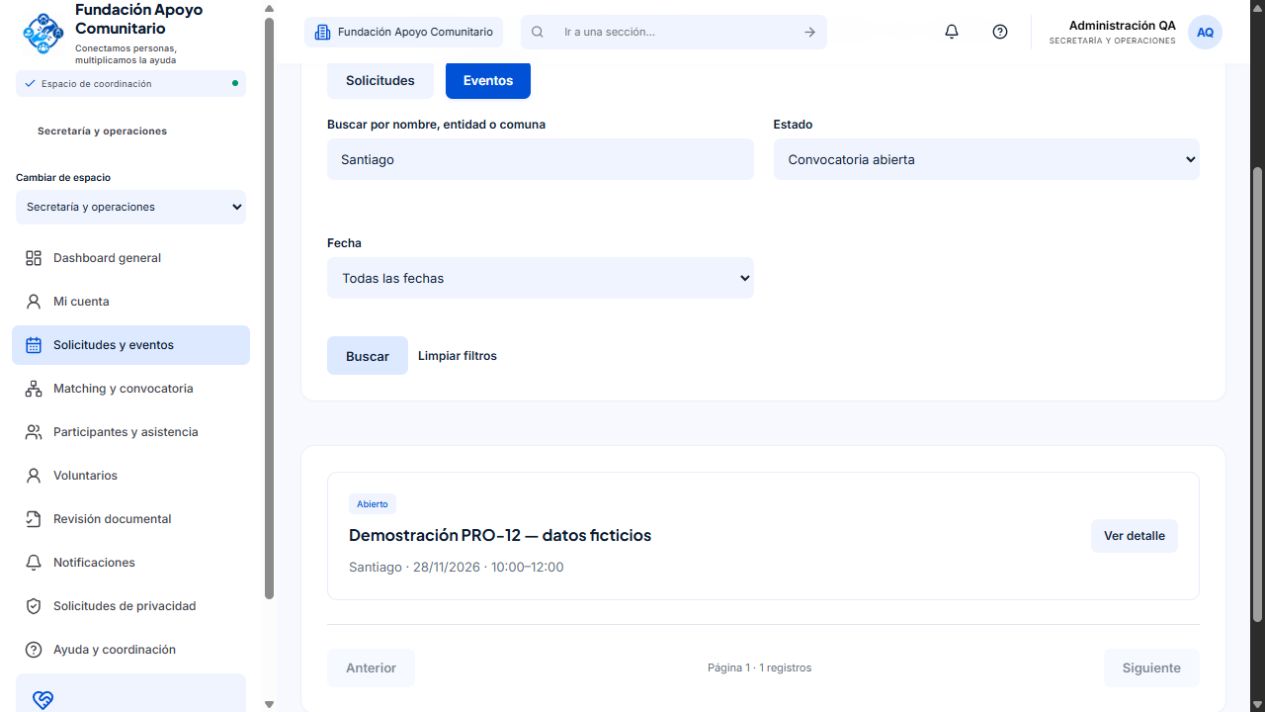 Fundación Apoyo
Comunitario
Conectamos personas,
multiplicamos la ayuda
Espacio de coordinación
Secretaría y operaciones
Cambiar de espacio
Secretaría y operaciones
Dashboard general
Mi cuenta
Solicitudes y eventos
Matching y convocatoria
Participantes y asistencia
Voluntarios
Revisión documental
Notificaciones
Solicitudes de privacidad
Ayuda y coordinación
Fundación Apoyo Comunitario
Ir a una sección...
Administración QA
SECRETARÍA Y OPERACIONES
AQ
Solicitudes
Eventos
Buscar por nombre, entidad o comuna
Estado
Santiago
Convocatoria abierta
Fecha
Todas las fechas
Buscar
Limpiar filtros
Abierto
Demostración PRO-12 — datos ficticios
Ver detalle
Santiago · 28/11/2026 · 10:00–12:00
Anterior
Página 1 · 1 registros
Siguiente